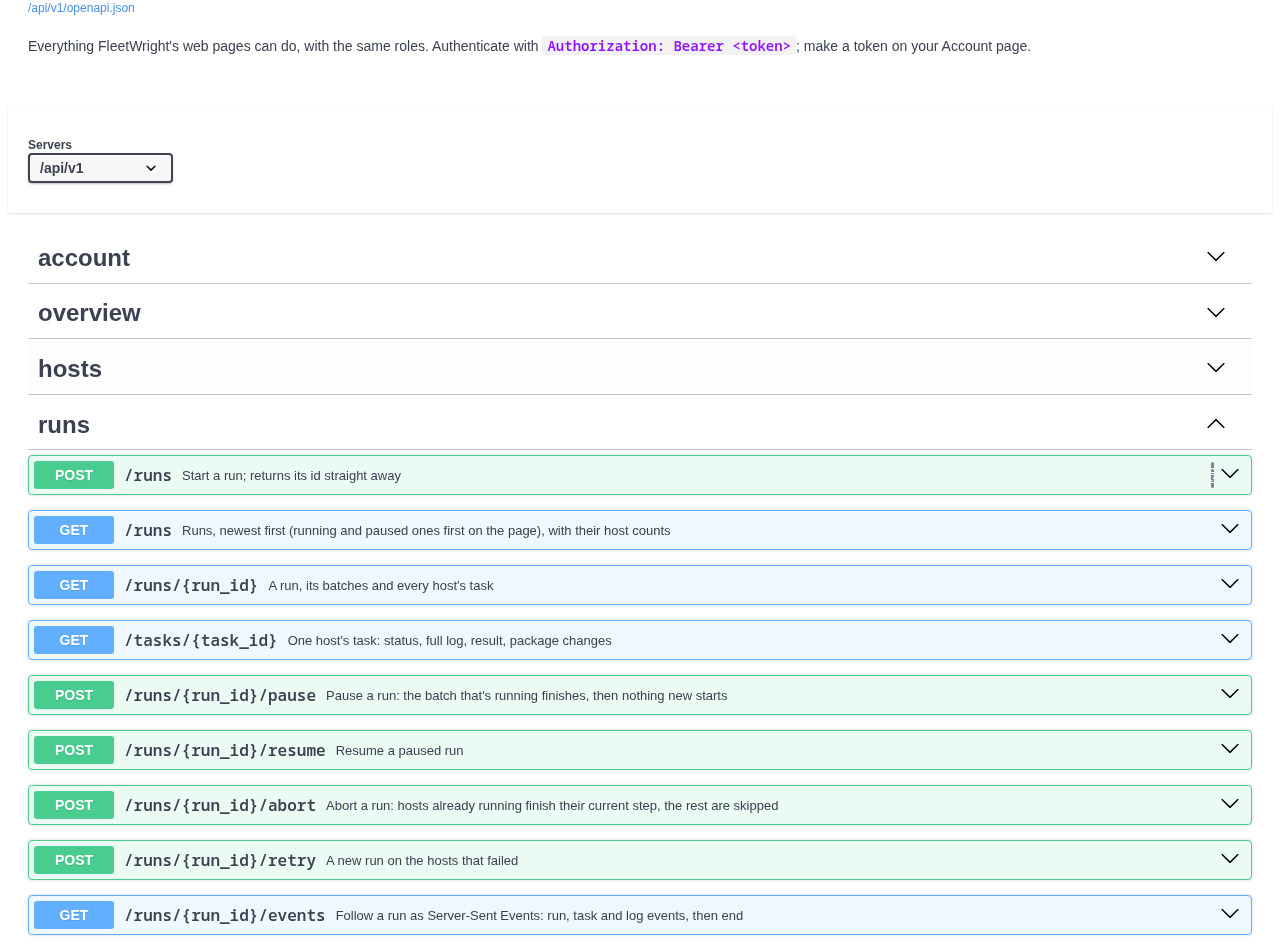 /api/v1/openapi.json
Everything FleetWright's web pages can do, with the same roles. Authenticate with Authorization: Bearer <token>; make a token on your Account page.
Servers
/api/v1
account
overview
hosts
runs
POST /runs Start a run; returns its id straight away
GET /runs Runs, newest first (running and paused ones first on the page), with their host counts
GET /runs/{run_id} A run, its batches and every host's task
GET /tasks/{task_id} One host's task: status, full log, result, package changes
POST /runs/{run_id}/pause Pause a run: the batch that's running finishes, then nothing new starts
POST /runs/{run_id}/resume Resume a paused run
POST /runs/{run_id}/abort Abort a run: hosts already running finish their current step, the rest are skipped
POST /runs/{run_id}/retry A new run on the hosts that failed
GET /runs/{run_id}/events Follow a run as Server-Sent Events: run, task and log events, then end